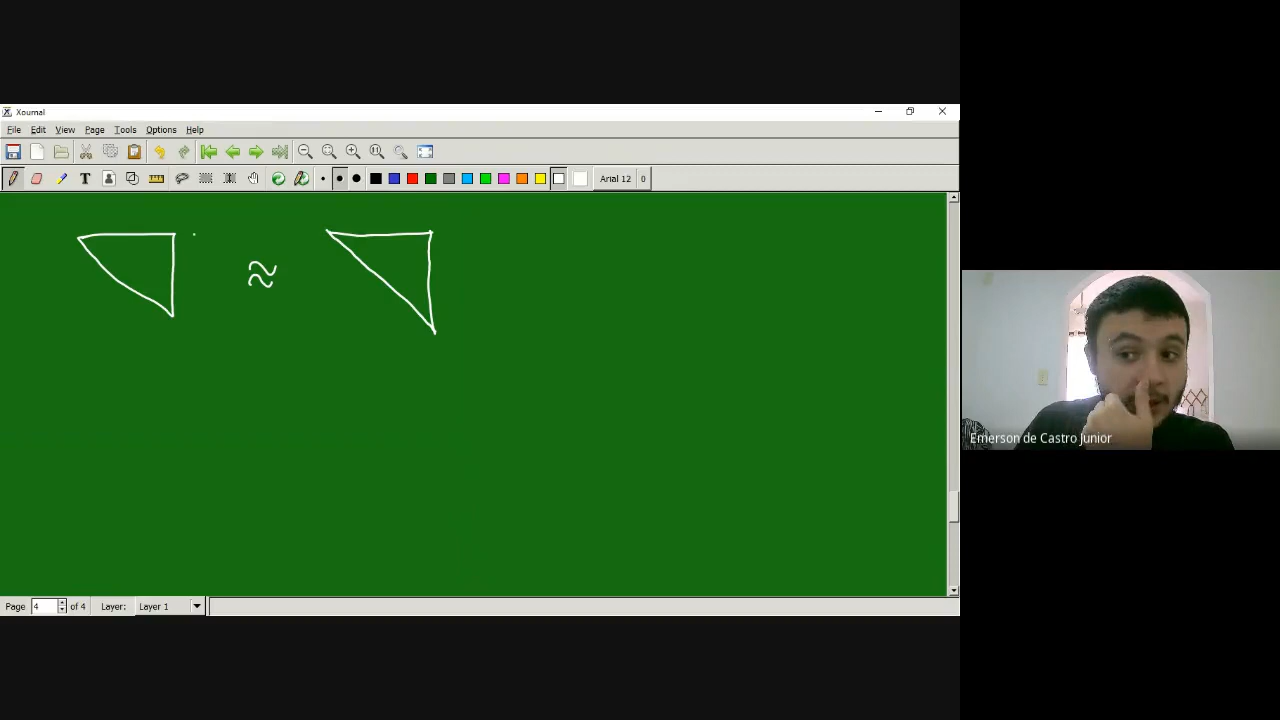 Xournal
File Edit View Page Tools Options Help
T Arial 12 0
≈
Emerson de Castro Junior
Page 4 of 4 Layer: Layer 1